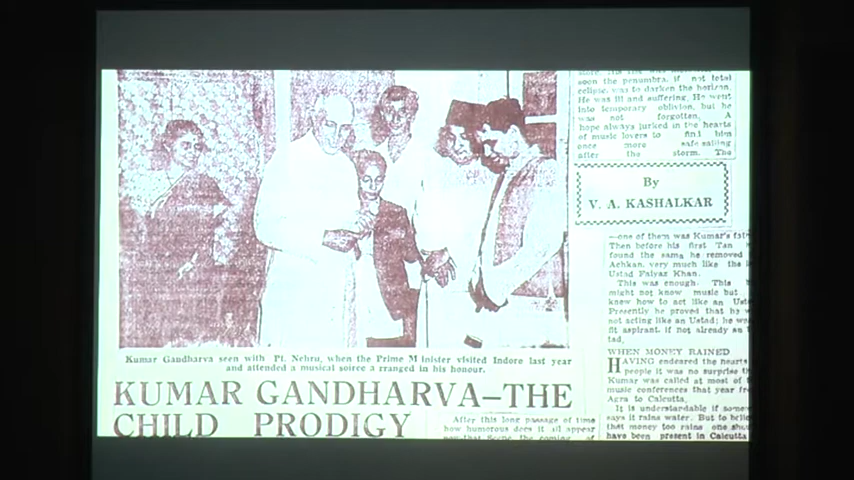 Kumar Gandharva seen with Pt. Nehru, when the Prime Minister visited Indore last year
and attended a musical soiree arranged in his honour.
KUMAR GANDHARVA—THE
CHILD PRODIGY
After this long passage of time
how humorous does it all appear
soon the penumbra, if not total
eclipse, was to darken the horizon.
He was ill and suffering. He went
into temporary oblivion, but he
was not forgotten. A
hope always lurked in the hearts
of music lovers to find him
once more safe sailing
after the storm. The
By
V. A. KASHALKAR
—one of them was Kumar's
Then before his first Tan
found the same he removed
Achkan, very much like the
Ustad Faiyaz Khan.
This was enough. This
might not know music but
knew how to act like an
Presently he proved that he
not acting like an Ustad; he
fit aspirant, if not already an
tad.
WHEN MONEY RAINED
HAVING endeared the
people it was no surprise
Kumar was called at most of
music conferences that year
Agra to Calcutta.
It is understandable if
says it rains water. But to
that money too rains one
have been present in Calcutta